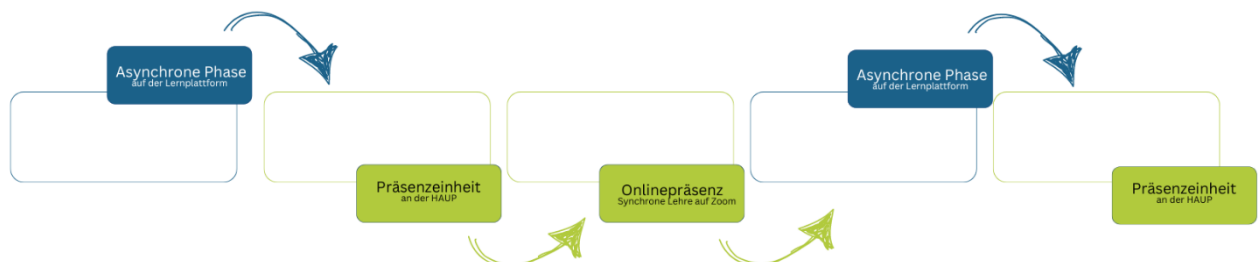 Asynchrone Phase
auf der Lernplattform
Präsenzeinheit
an der HAUP
Onlinepräsenz
Synchrone Lehre auf Zoom
Asynchrone Phase
auf der Lernplattform
Präsenzeinheit
an der HAUP